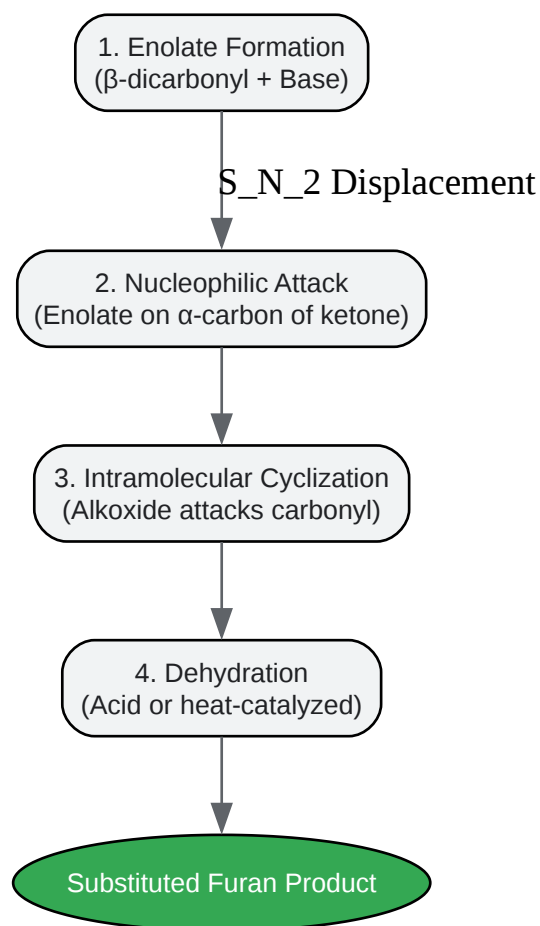 1. Enolate Formation
(β-dicarbonyl + Base)
S_N_2 Displacement
2. Nucleophilic Attack
(Enolate on α-carbon of ketone)
3. Intramolecular Cyclization
(Alkoxide attacks carbonyl)
4. Dehydration
(Acid or heat-catalyzed)
Substituted Furan Product